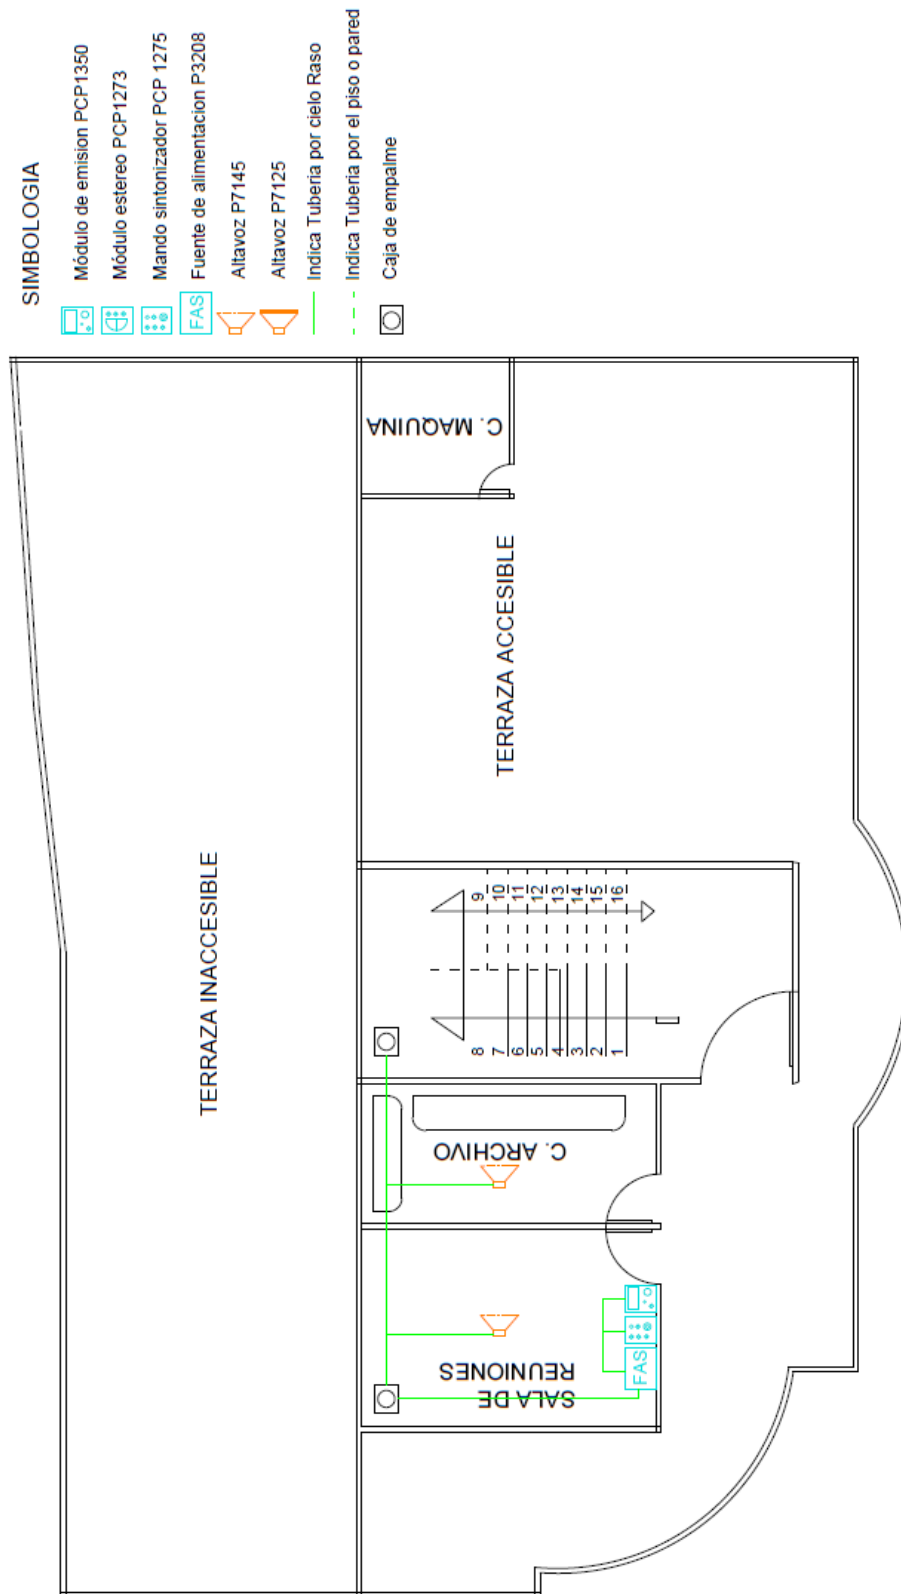 SIMBOLOGIA
Módulo de emision PCP1350
Módulo estereo PCP1273
Mando sintonizador PCP 1275
FAS Fuente de alimentacion P3208
Altavoz P7145
Altavoz P7125
Indica Tuberia por cielo Raso
Indica Tuberia por el piso o pared
Caja de empalme
TERRAZA INACCESIBLE
C. MAQUINA
TERRAZA ACCESIBLE
8 9
7 10
6 11
5 12
4 13
3 14
2 15
1 16
C. ARCHIVO
SALA DE
REUNIONES
FAS